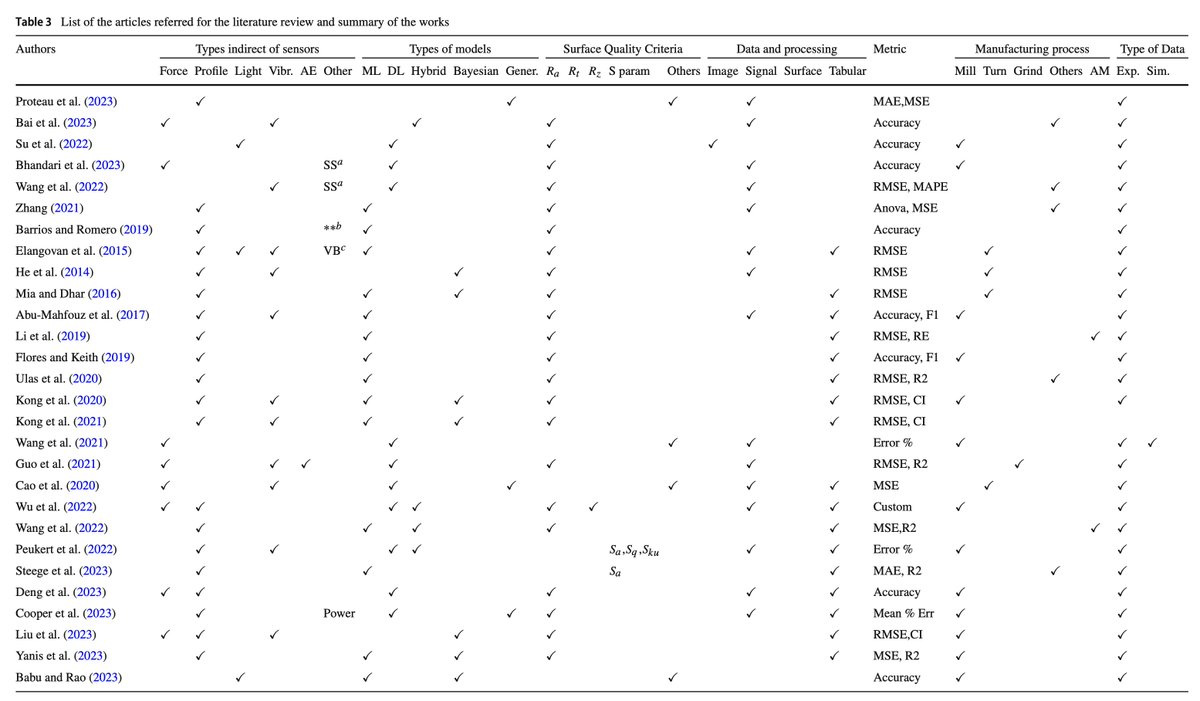 Table 3 List of the articles referred for the literature review and summary of the works
Authors Types indirect of sensors Types of models Surface Quality Criteria Data and processing Metric Manufacturing process Type of Data
Force Profile Light Vibr. AE Other ML DL Hybrid Bayesian Gener. Ra Rt Rz S param Others Image Signal Surface Tabular Mill Turn Grind Others AM Exp. Sim.
Proteau et al. (2023) ✓ ✓ ✓ ✓ MAE,MSE ✓
Bai et al. (2023) ✓ ✓ ✓ ✓ ✓ Accuracy ✓ ✓
Su et al. (2022) ✓ ✓ ✓ ✓ Accuracy ✓ ✓
Bhandari et al. (2023) ✓ SSa ✓ ✓ ✓ Accuracy ✓ ✓
Wang et al. (2022) ✓ SSa ✓ ✓ ✓ RMSE, MAPE ✓ ✓
Zhang (2021) ✓ ✓ ✓ ✓ Anova, MSE ✓ ✓
Barrios and Romero (2019) ✓ **b ✓ ✓ Accuracy ✓
Elangovan et al. (2015) ✓ ✓ ✓ VBc ✓ ✓ ✓ ✓ RMSE ✓ ✓
He et al. (2014) ✓ ✓ ✓ ✓ ✓ RMSE ✓ ✓
Mia and Dhar (2016) ✓ ✓ ✓ ✓ ✓ RMSE ✓ ✓
Abu-Mahfouz et al. (2017) ✓ ✓ ✓ ✓ ✓ ✓ Accuracy, F1 ✓ ✓
Li et al. (2019) ✓ ✓ ✓ ✓ RMSE, RE ✓ ✓
Flores and Keith (2019) ✓ ✓ ✓ ✓ Accuracy, F1 ✓ ✓
Ulas et al. (2020) ✓ ✓ ✓ ✓ RMSE, R2 ✓ ✓
Kong et al. (2020) ✓ ✓ ✓ ✓ ✓ ✓ RMSE, CI ✓ ✓
Kong et al. (2021) ✓ ✓ ✓ ✓ ✓ ✓ RMSE, CI
Wang et al. (2021) ✓ ✓ ✓ ✓ Error % ✓ ✓ ✓
Guo et al. (2021) ✓ ✓ ✓ ✓ ✓ ✓ RMSE, R2 ✓ ✓
Cao et al. (2020) ✓ ✓ ✓ ✓ ✓ ✓ ✓ MSE ✓ ✓
Wu et al. (2022) ✓ ✓ ✓ ✓ ✓ ✓ ✓ ✓ Custom ✓ ✓
Wang et al. (2022) ✓ ✓ ✓ ✓ ✓ MSE,R2 ✓ ✓
Peukert et al. (2022) ✓ ✓ ✓ ✓ Sa,Sq,Sku ✓ ✓ Error % ✓ ✓
Steege et al. (2023) ✓ ✓ Sa ✓ MAE, R2 ✓ ✓
Deng et al. (2023) ✓ ✓ ✓ ✓ ✓ ✓ Accuracy ✓ ✓
Cooper et al. (2023) ✓ Power ✓ ✓ ✓ ✓ ✓ Mean % Err ✓ ✓
Liu et al. (2023) ✓ ✓ ✓ ✓ ✓ ✓ RMSE,CI ✓ ✓
Yanis et al. (2023) ✓ ✓ ✓ ✓ ✓ MSE, R2 ✓ ✓
Babu and Rao (2023) ✓ ✓ ✓ ✓ Accuracy ✓ ✓